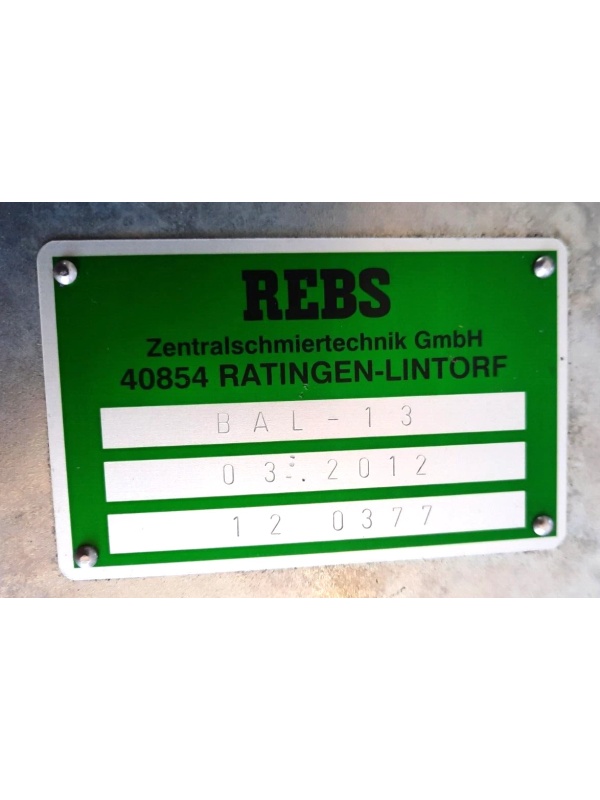 REBS
Zentralschmiertechnik GmbH
40854 RATINGEN-LINTORF
BAL-13
03.2012
12 0377